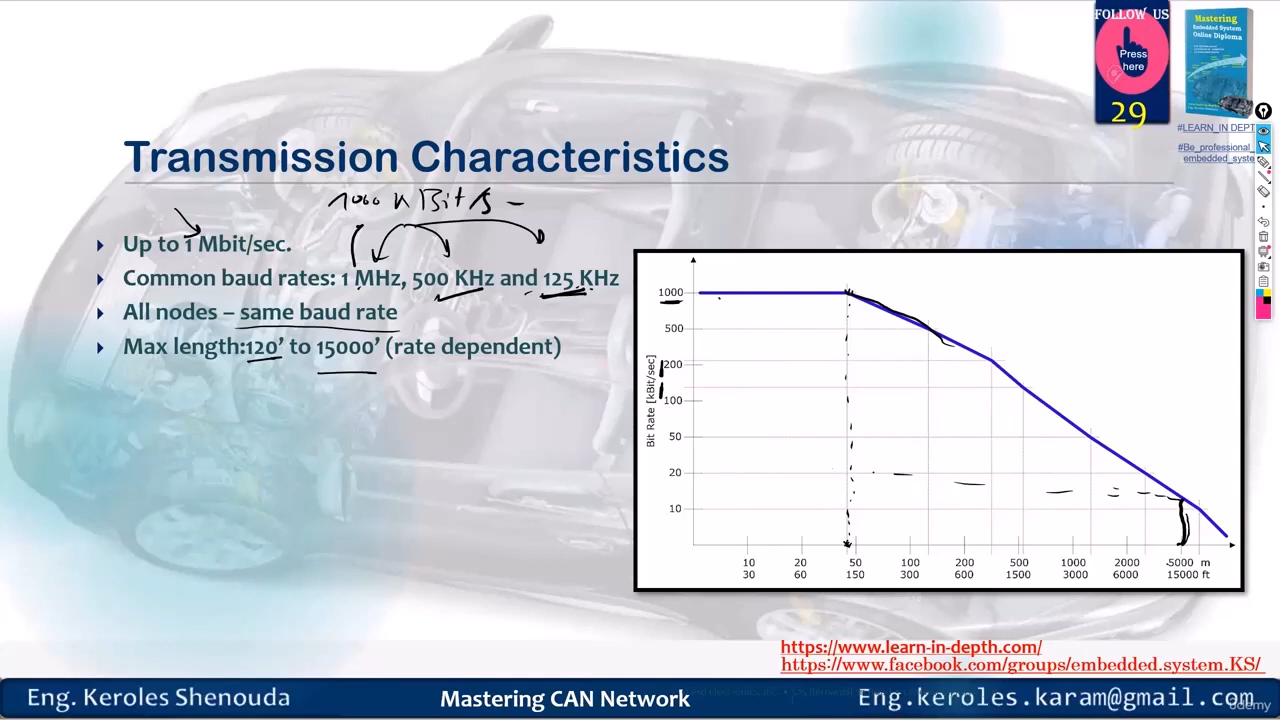 FOLLOW US
Press
here
29
Mastering
Embedded System
Online Diploma
#LEARN_IN DEPT
#Be_professional_
embedded_syste
Transmission Characteristics
1000 K Bit/s
Up to 1 Mbit/sec.
Common baud rates: 1 MHz, 500 KHz and 125 KHz
All nodes – same baud rate
Max length:120’ to 15000’ (rate dependent)
Bit Rate [kBit/sec]
1000
500
200
100
50
20
10
10 20 50 100 200 500 1000 2000 5000 m
30 60 150 300 600 1500 3000 6000 15000 ft
https://www.learn-in-depth.com/
https://www.facebook.com/groups/embedded.system.KS/
Eng. Keroles Shenouda
Mastering CAN Network
Eng.keroles.karam@gmail.com
udemy